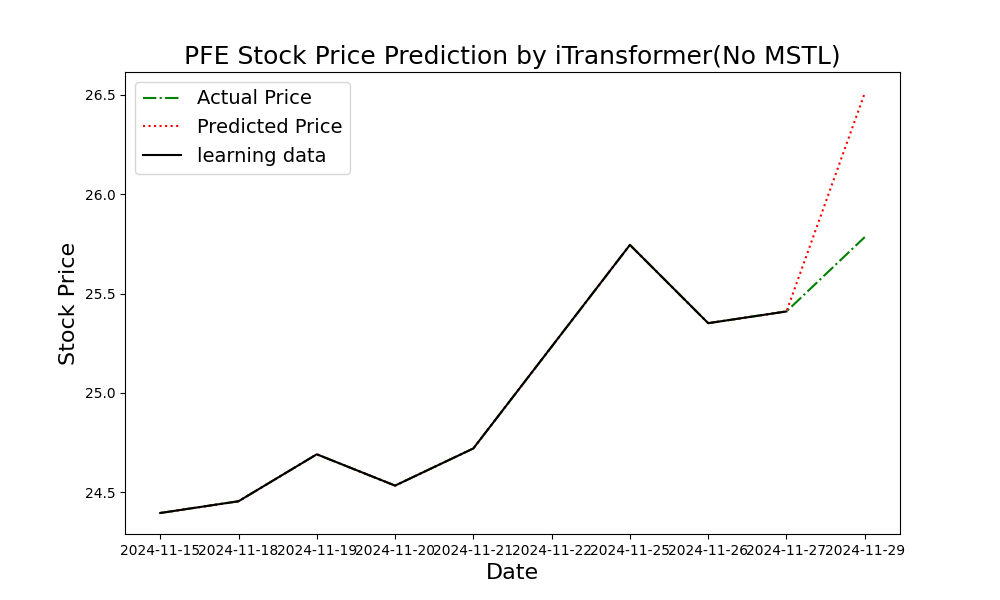 PFE Stock Price Prediction by iTransformer(No MSTL)
Actual Price
Predicted Price
learning data
26.5
26.0
25.5
25.0
24.5
Stock Price
2024-11-15 2024-11-18 2024-11-19 2024-11-20 2024-11-21 2024-11-22 2024-11-25 2024-11-26 2024-11-27 2024-11-29
Date